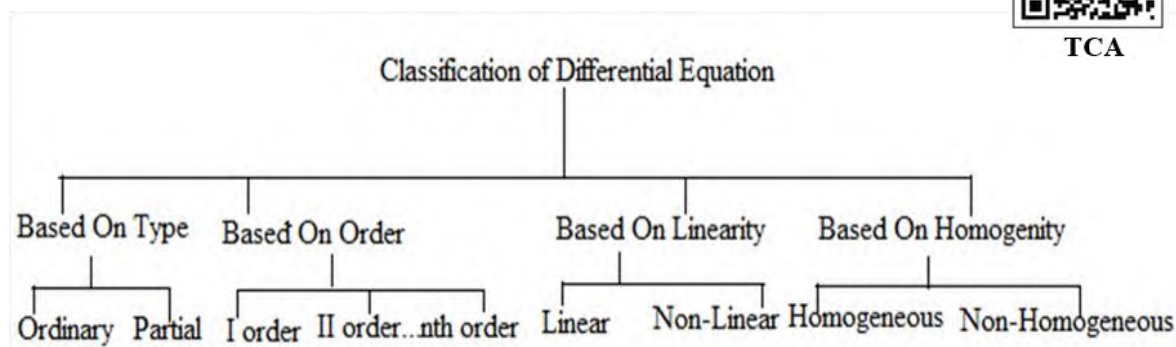 TCA
Classification of Differential Equation
Based On Type
Based On Order
Based On Linearity
Based On Homogenity
Ordinary
Partial
I order
II order...nth order
Linear
Non-Linear
Homogeneous
Non-Homogeneous